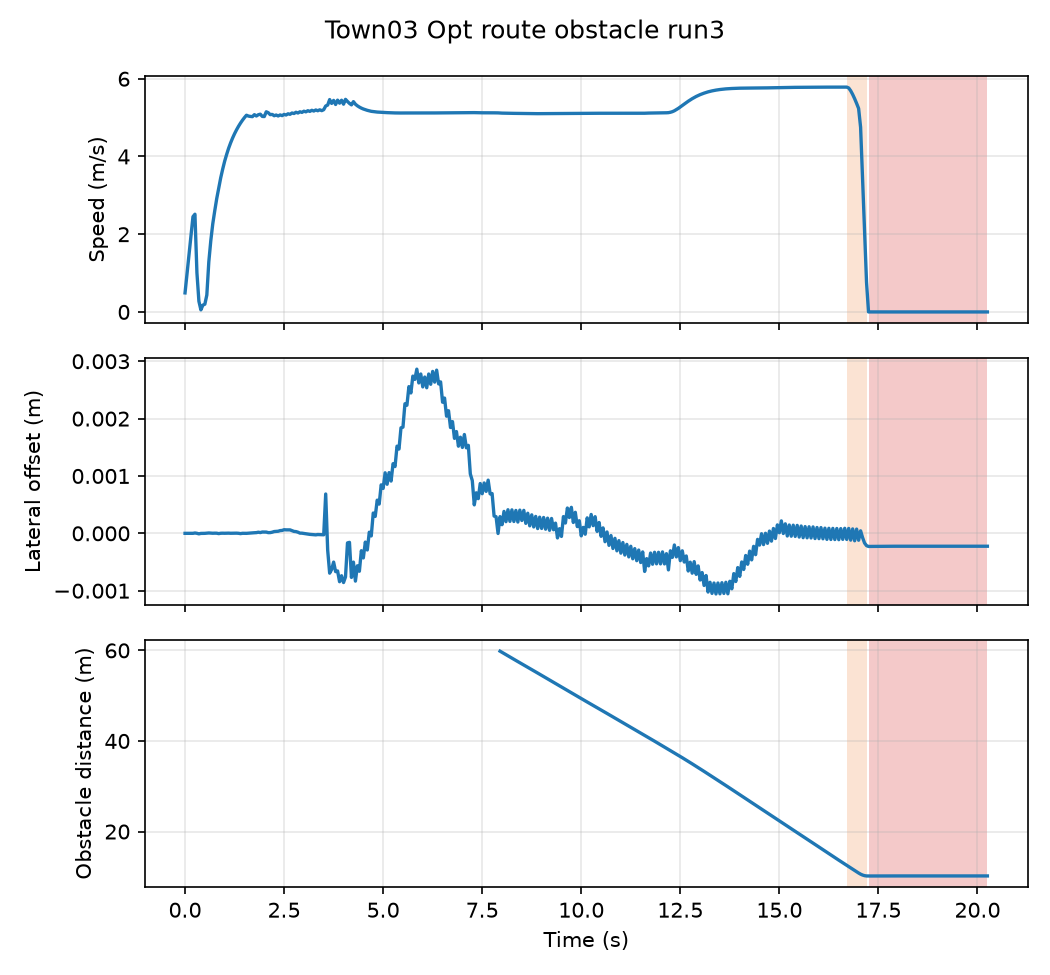 Town03 Opt route obstacle run3
Speed (m/s)
6
4
2
0
Lateral offset (m)
0.003
0.002
0.001
0.000
−0.001
Obstacle distance (m)
60
40
20
0.0 2.5 5.0 7.5 10.0 12.5 15.0 17.5 20.0
Time (s)